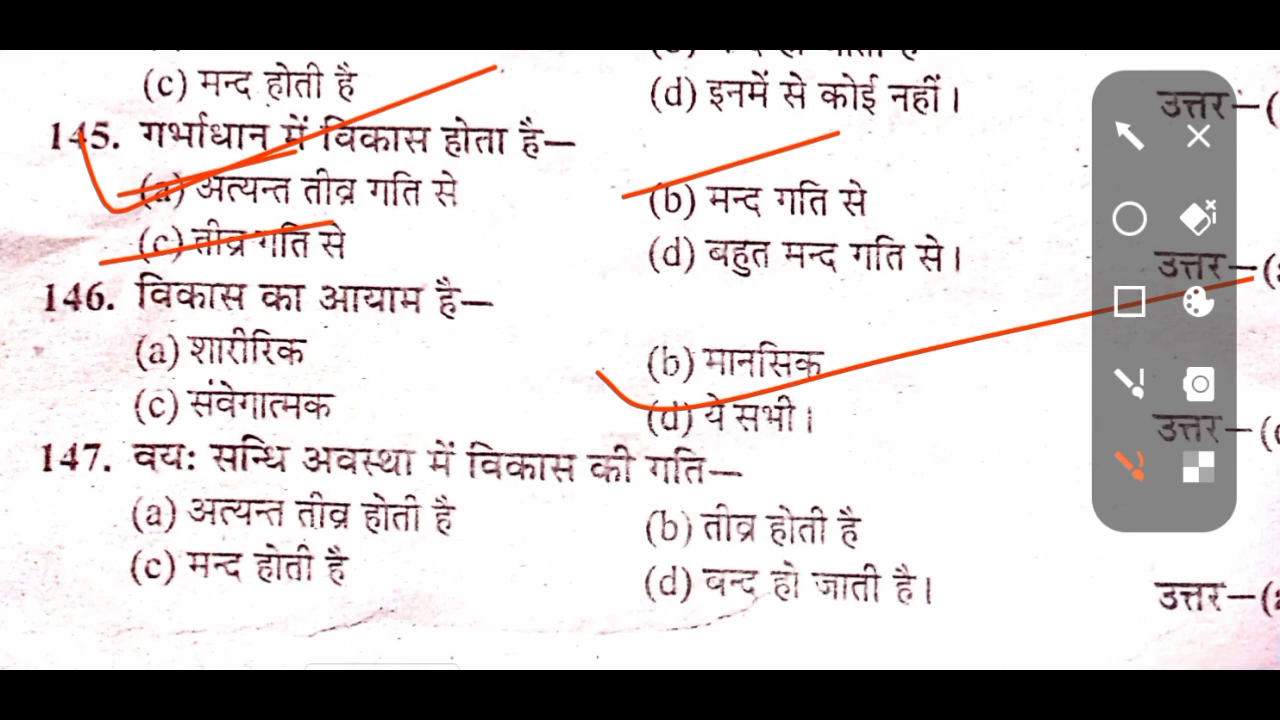 (c) मन्द होती है (d) इनमें से कोई नहीं। उत्तर–(
145. गर्भाधान में विकास होता है–
(a) अत्यन्त तीव्र गति से (b) मन्द गति से
(c) तीव्र गति से (d) बहुत मन्द गति से। उत्तर–(
146. विकास का आयाम है–
(a) शारीरिक (b) मानसिक
(c) संवेगात्मक (d) ये सभी। उत्तर–(
147. वय: सन्धि अवस्था में विकास की गति–
(a) अत्यन्त तीव्र होती है (b) तीव्र होती है
(c) मन्द होती है (d) वन्द हो जाती है। उत्तर–(